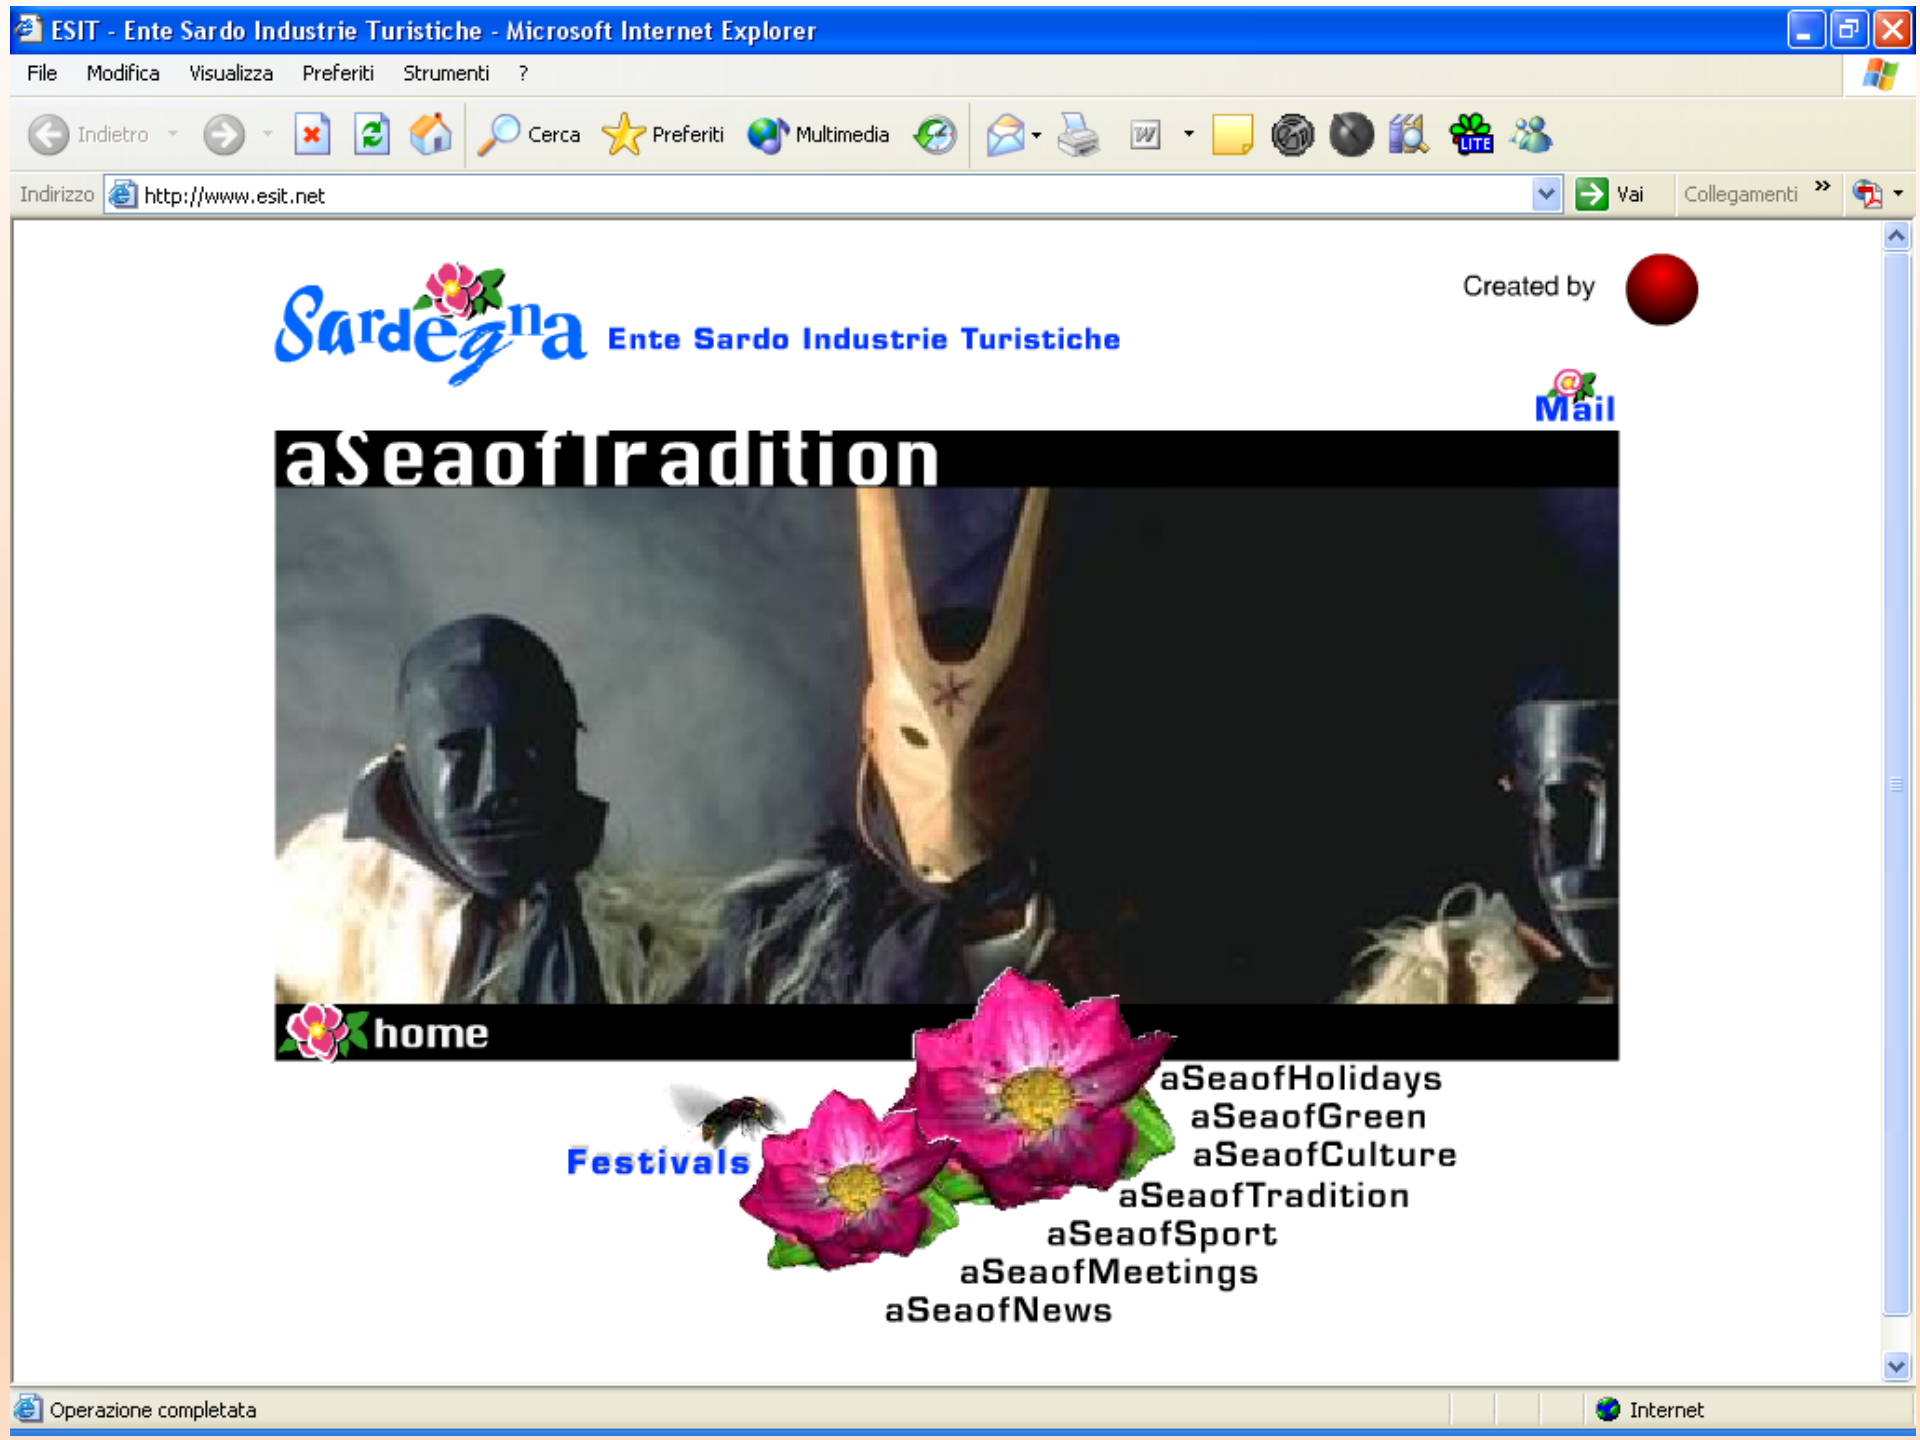 ESIT - Ente Sardo Industrie Turistiche - Microsoft Internet Explorer
File Modifica Visualizza Preferiti Strumenti ?
Indietro Cerca Preferiti Multimedia W LITE
Indirizzo http://www.esit.net Vai Collegamenti »
Created by
Sardegna Ente Sardo Industrie Turistiche
@
Mail
aSeaofTradition
home
aSeaofHolidays
aSeaofGreen
aSeaofCulture
Festivals
aSeaofTradition
aSeaofSport
aSeaofMeetings
aSeaofNews
Operazione completata Internet